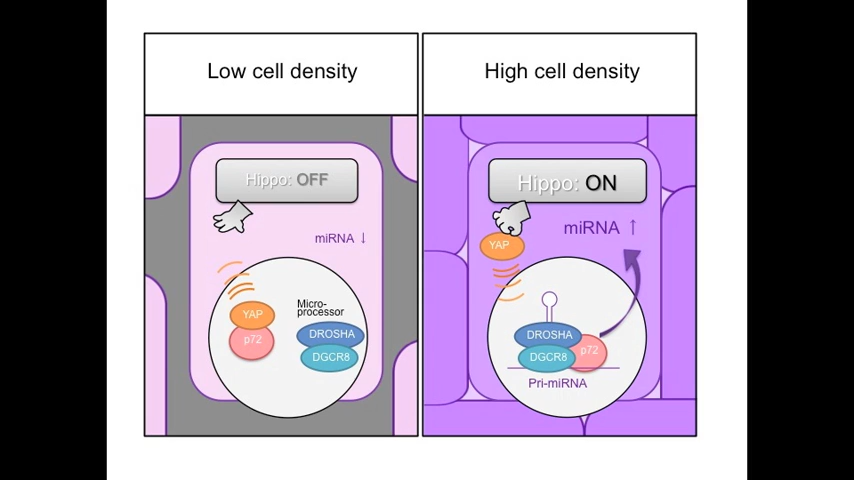 Low cell density
High cell density
Hippo: OFF
miRNA ↓
YAP
p72
Micro-
processor
DROSHA
DGCR8
Hippo: ON
YAP
miRNA ↑
DROSHA
DGCR8
p72
Pri-miRNA